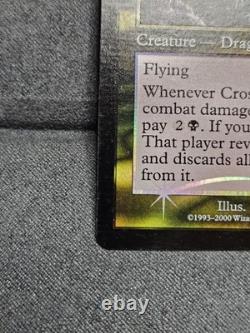 Creature — Drag
Flying
Whenever Cros
combat damage
pay 2. If you
That player rev
and discards all
from it.
Illus.
©1993-2000 Wizar